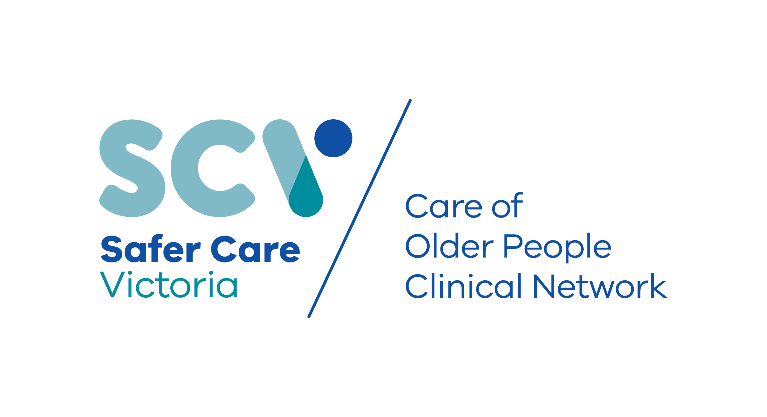 SCV
Safer Care
Victoria
Care of
Older People
Clinical Network